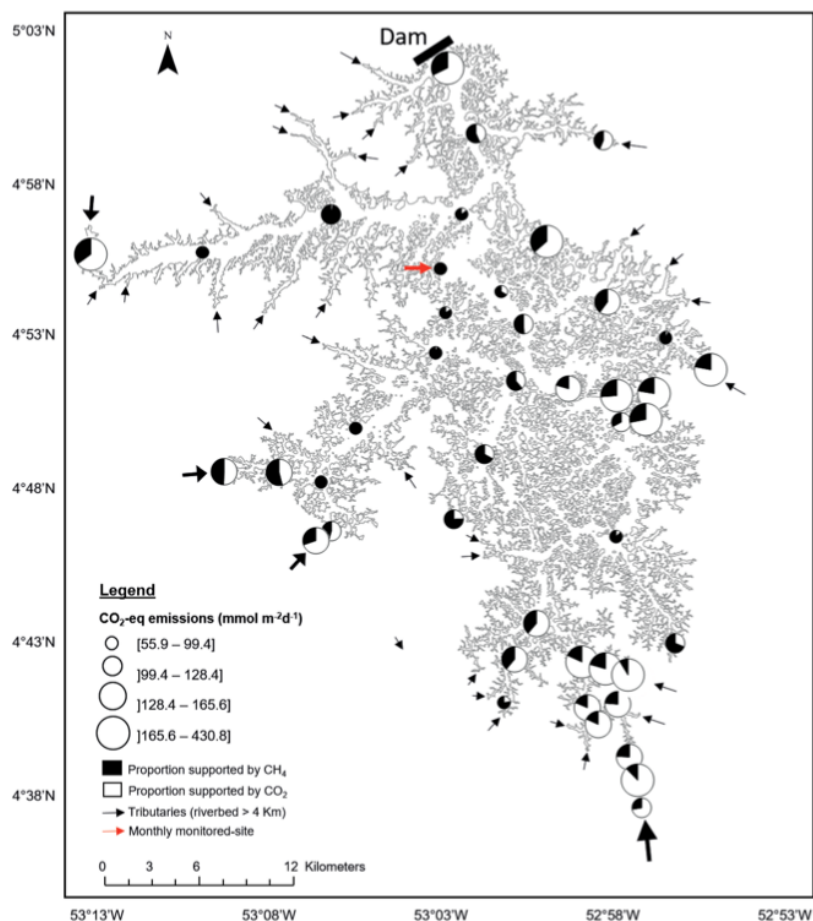 5°03'N
Dam
N
4°58'N
4°53'N
4°48'N
Legend
CO₂-eq emissions (mmol m⁻²d⁻¹)
[55.9 – 99.4]
]99.4 – 128.4]
]128.4 – 165.6]
]165.6 – 430.8]
Proportion supported by CH₄
Proportion supported by CO₂
Tributaries (riverbed > 4 Km)
Monthly monitored-site
0 3 6 12 Kilometers
4°43'N
4°38'N
53°13'W 53°08'W 53°03'W 52°58'W 52°53'W